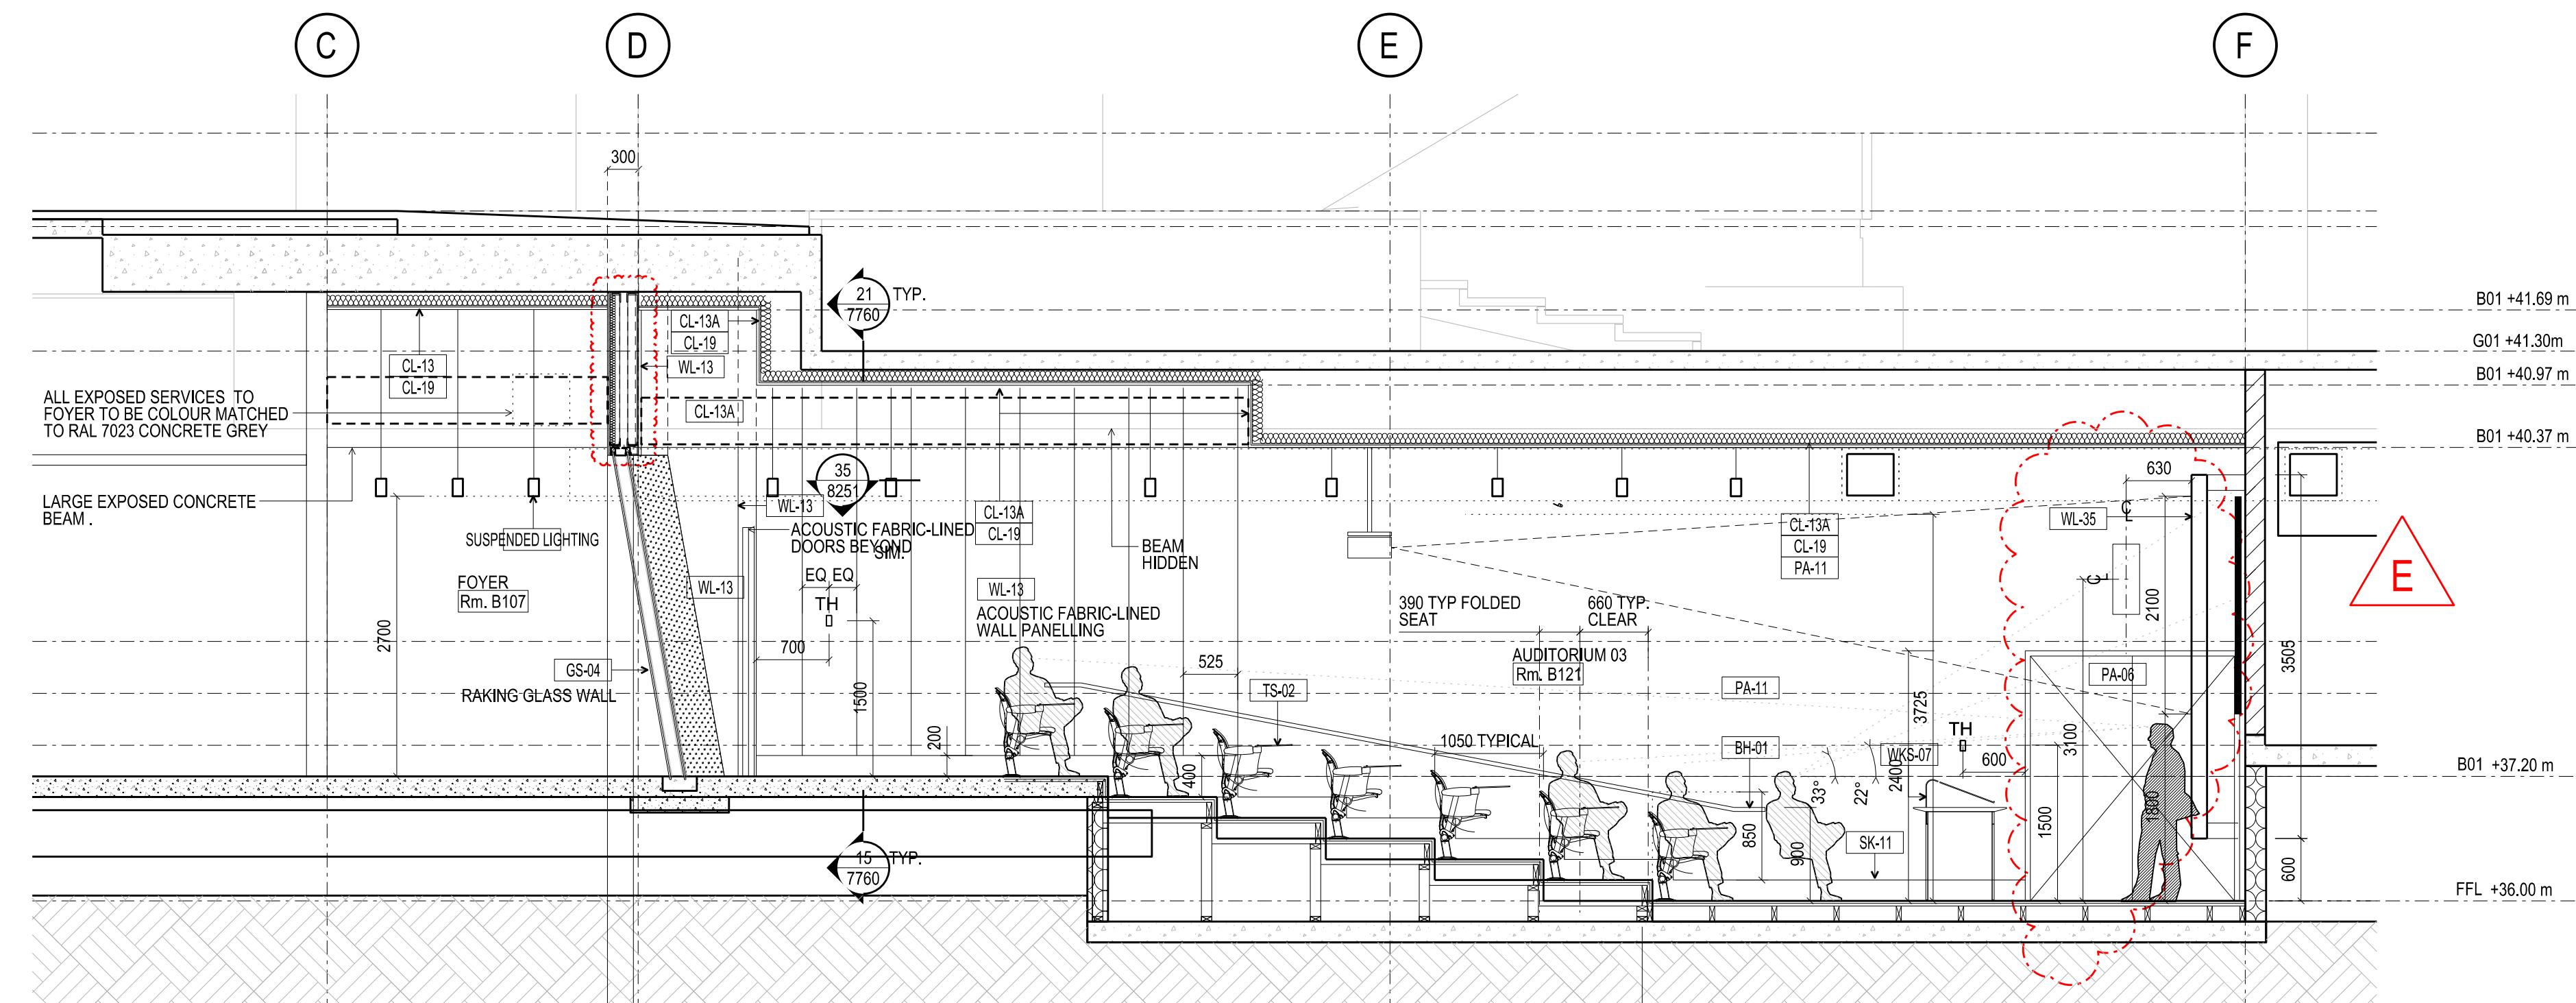 C
D
E
F
300
21
7760
TYP.
B01 +41.69 m
G01 +41.30m
B01 +40.97 m
B01 +40.37 m
CL-13A
CL-19
WL-13
CL-13
CL-19
CL-13A
ALL EXPOSED SERVICES TO
FOYER TO BE COLOUR MATCHED
TO RAL 7023 CONCRETE GREY
LARGE EXPOSED CONCRETE
BEAM .
SUSPENDED LIGHTING
FOYER
Rm. B107
2700
GS-04
RAKING GLASS WALL
WL-13
35
8251
WL-13
ACOUSTIC FABRIC-LINED
DOORS BEYOND
SIM.
EQ EQ
TH
700
1500
200
CL-13A
CL-19
BEAM
HIDDEN
WL-13
ACOUSTIC FABRIC-LINED
WALL PANELLING
525
400
TS-02
390 TYP FOLDED
SEAT
660 TYP.
CLEAR
AUDITORIUM 03
Rm. B121
1050 TYPICAL
CL-13A
CL-19
PA-11
PA-11
BH-01
850
900
33°
22°
SK-11
WKS-07
2400
3725
TH
600
1500
3100
1800
630
WL-35
CL
CL
2100
PA-06
3505
600
E
B01 +37.20 m
FFL +36.00 m
15
7760
TYP.